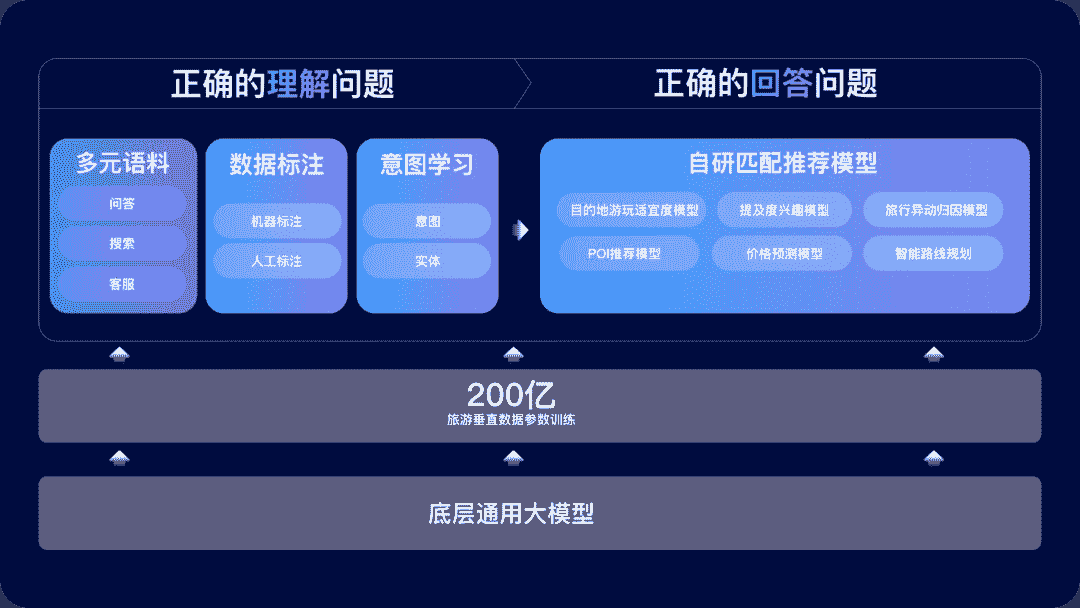 正确的理解问题
正确的回答问题
多元语料
问答
搜索
客服
数据标注
机器标注
人工标注
意图学习
意图
实体
自研匹配推荐模型
目的地游玩适宜度模型
提及度兴趣模型
旅行异动归因模型
POI推荐模型
价格预测模型
智能路线规划
200亿
旅游垂直数据参数训练
底层通用大模型